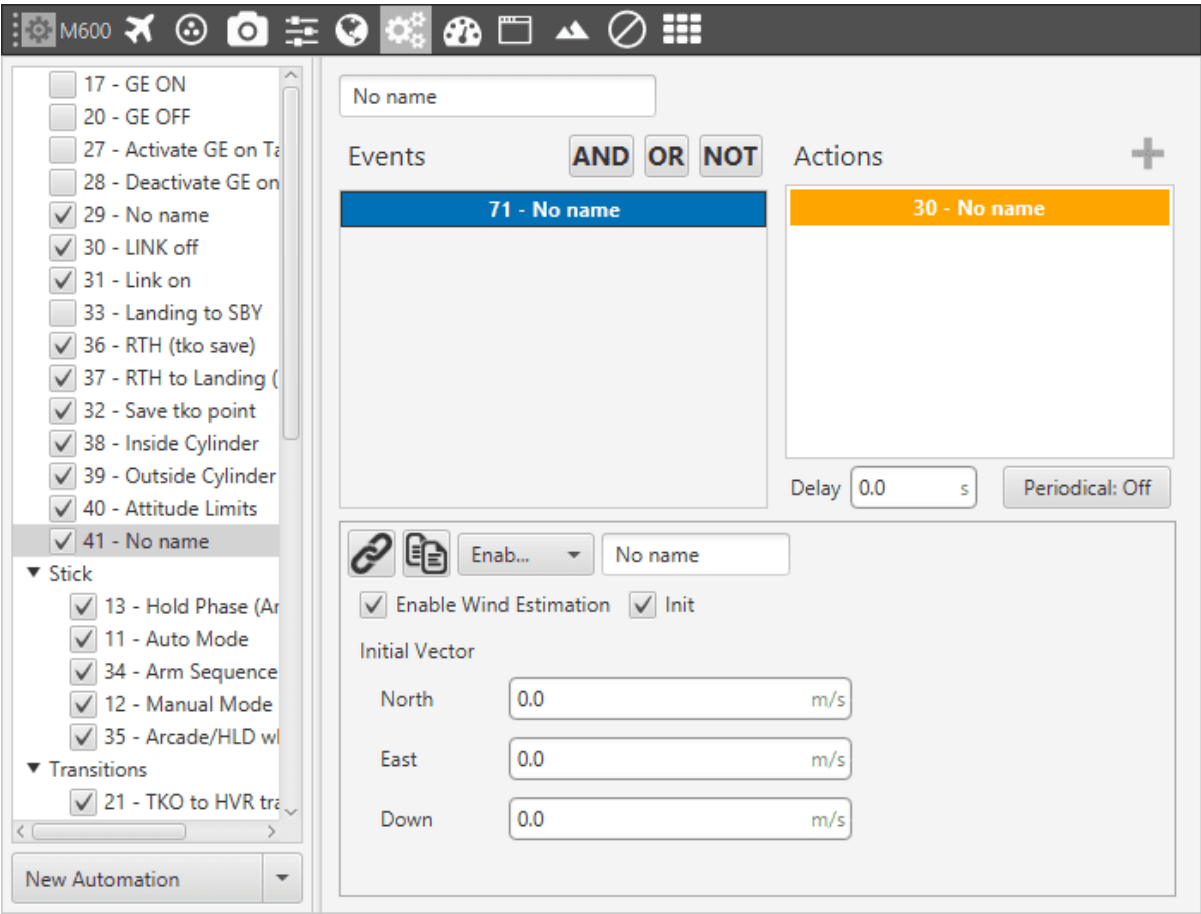 M600
17 - GE ON
20 - GE OFF
27 - Activate GE on Ta
28 - Deactivate GE on
29 - No name
30 - LINK off
31 - Link on
33 - Landing to SBY
36 - RTH (tko save)
37 - RTH to Landing (
32 - Save tko point
38 - Inside Cylinder
39 - Outside Cylinder
40 - Attitude Limits
41 - No name
Stick
13 - Hold Phase (Ar
11 - Auto Mode
34 - Arm Sequence
12 - Manual Mode
35 - Arcade/HLD wl
Transitions
21 - TKO to HVR tra
New Automation
No name
Events AND OR NOT
71 - No name
Actions
30 - No name
Delay 0.0 s Periodical: Off
Enab... No name
Enable Wind Estimation Init
Initial Vector
North 0.0 m/s
East 0.0 m/s
Down 0.0 m/s